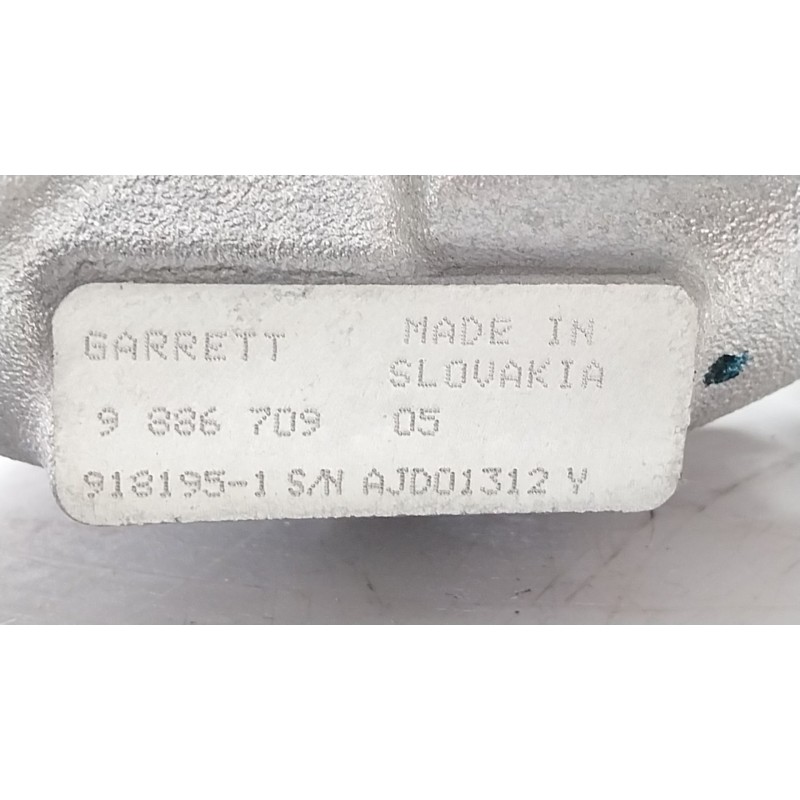 GARRETT MADE IN
SLOVAKIA
9 886 709 05
918195-1 S/N AJD01312 Y